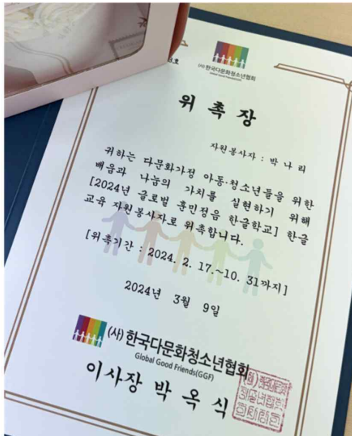 (사)한국다문화청소년협회
위 촉 장
자원봉사자 : 박 나 리
귀하는 다문화가정 아동·청소년들을 위한
배움과 나눔의 가치를 실현하기 위해
[2024년 글로벌 훈민정음 한글학교] 한글
교육 자원봉사자로 위촉합니다.
[위촉기간 : 2024. 2. 17.~10. 31까지]
2024년 3월 9일
(사)한국다문화청소년협회
Global Good Friends(GGF)
이사장 박 옥 식